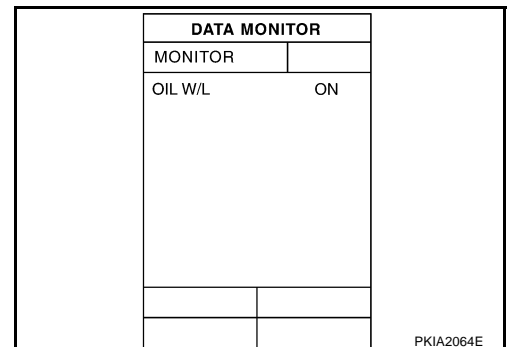 DATA MONITOR
MONITOR
OIL W/L ON
PKIA2064E